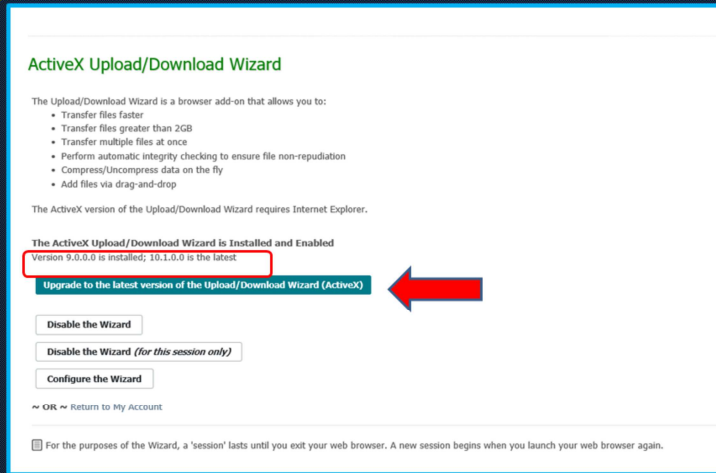 ActiveX Upload/Download Wizard
The Upload/Download Wizard is a browser add-on that allows you to:
• Transfer files faster
• Transfer files greater than 2GB
• Transfer multiple files at once
• Perform automatic integrity checking to ensure file non-repudiation
• Compress/Uncompress data on the fly
• Add files via drag-and-drop
The ActiveX version of the Upload/Download Wizard requires Internet Explorer.
The ActiveX Upload/Download Wizard is Installed and Enabled
Version 9.0.0.0 is installed; 10.1.0.0 is the latest
Upgrade to the latest version of the Upload/Download Wizard (ActiveX)
Disable the Wizard
Disable the Wizard (for this session only)
Configure the Wizard
~ OR ~ Return to My Account
For the purposes of the Wizard, a 'session' lasts until you exit your web browser. A new session begins when you launch your web browser again.